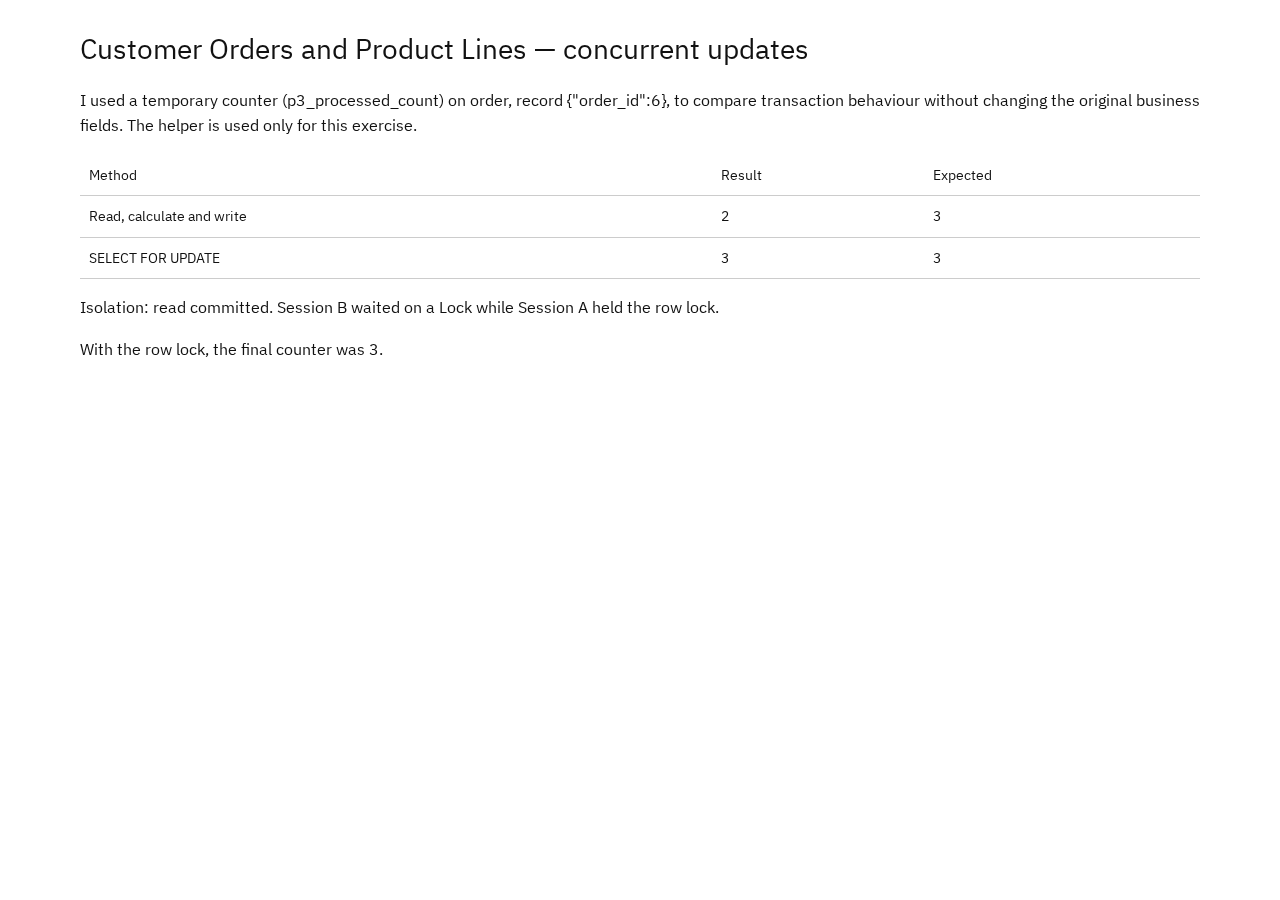 Customer Orders and Product Lines — concurrent updates
I used a temporary counter (p3_processed_count) on order, record {"order_id":6}, to compare transaction behaviour without changing the original business
fields. The helper is used only for this exercise.
Method Result Expected
Read, calculate and write 2 3
SELECT FOR UPDATE 3 3
Isolation: read committed. Session B waited on a Lock while Session A held the row lock.
With the row lock, the final counter was 3.